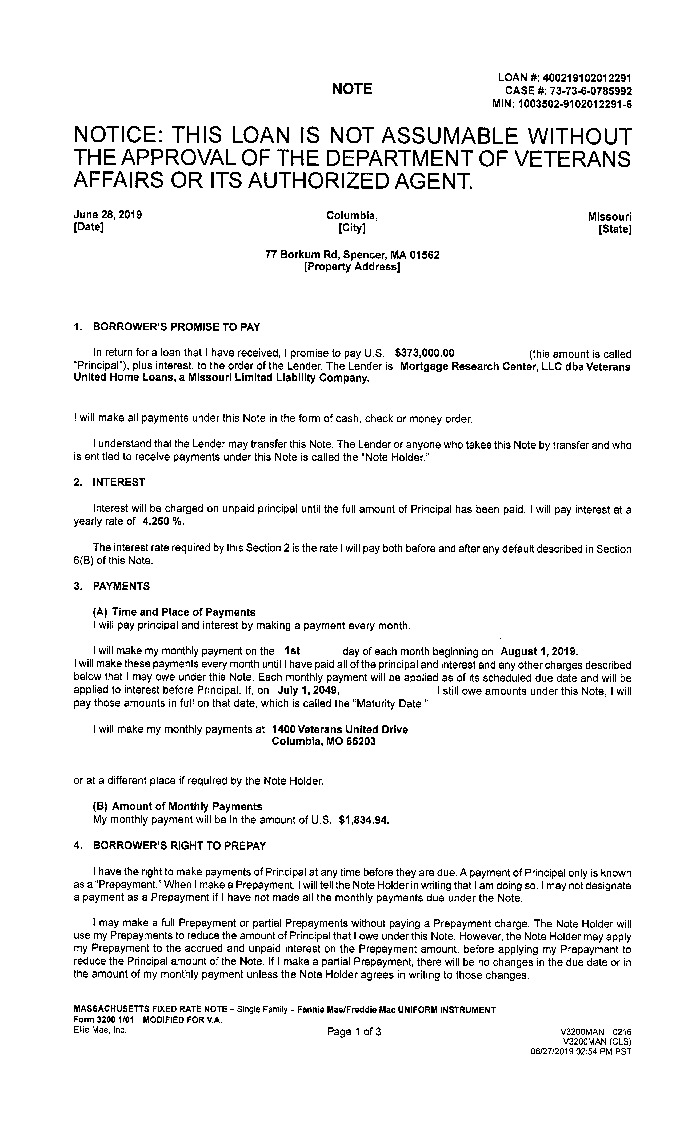 NOTE
LOAN #: 400219102012291
CASE #: 73-73-6-0785992
MIN: 1003502-9102012291-6
NOTICE: THIS LOAN IS NOT ASSUMABLE WITHOUT
THE APPROVAL OF THE DEPARTMENT OF VETERANS
AFFAIRS OR ITS AUTHORIZED AGENT.
June 28, 2019 Columbia, Missouri
[Date] [City] [State]
77 Borkum Rd, Spencer, MA 01562
[Property Address]
1. BORROWER'S PROMISE TO PAY
In return for a loan that I have received, I promise to pay U.S. $373,000.00 (this amount is called
"Principal"), plus interest, to the order of the Lender. The Lender is Mortgage Research Center, LLC dba Veterans
United Home Loans, a Missouri Limited Liability Company.
I will make all payments under this Note in the form of cash, check or money order.
I understand that the Lender may transfer this Note. The Lender or anyone who takes this Note by transfer and who
is entitled to receive payments under this Note is called the "Note Holder."
2. INTEREST
Interest will be charged on unpaid principal until the full amount of Principal has been paid. I will pay interest at a
yearly rate of 4.250 %.
The interest rate required by this Section 2 is the rate I will pay both before and after any default described in Section
6(B) of this Note.
3. PAYMENTS
(A) Time and Place of Payments
I will pay principal and interest by making a payment every month.
I will make my monthly payment on the 1st day of each month beginning on August 1, 2019.
I will make these payments every month until I have paid all of the principal and interest and any other charges described
below that I may owe under this Note. Each monthly payment will be applied as of its scheduled due date and will be
applied to interest before Principal. If, on July 1, 2049, I still owe amounts under this Note, I will
pay those amounts in full on that date, which is called the "Maturity Date."
I will make my monthly payments at 1400 Veterans United Drive
Columbia, MO 65203
or at a different place if required by the Note Holder.
(B) Amount of Monthly Payments
My monthly payment will be in the amount of U.S. $1,834.94.
4. BORROWER'S RIGHT TO PREPAY
I have the right to make payments of Principal at any time before they are due. A payment of Principal only is known
as a "Prepayment." When I make a Prepayment, I will tell the Note Holder in writing that I am doing so. I may not designate
a payment as a Prepayment if I have not made all the monthly payments due under the Note.
I may make a full Prepayment or partial Prepayments without paying a Prepayment charge. The Note Holder will
use my Prepayments to reduce the amount of Principal that I owe under this Note. However, the Note Holder may apply
my Prepayment to the accrued and unpaid interest on the Prepayment amount, before applying my Prepayment to
reduce the Principal amount of the Note. If I make a partial Prepayment, there will be no changes in the due date or in
the amount of my monthly payment unless the Note Holder agrees in writing to those changes.
MASSACHUSETTS FIXED RATE NOTE – Single Family – Fannie Mae/Freddie Mac UNIFORM INSTRUMENT
Form 3200 1/01 MODIFIED FOR V.A.
Ellie Mae, Inc. Page 1 of 3 V3200MAN 0216
V3200MAN (CLS)
06/27/2019 02:54 PM PST